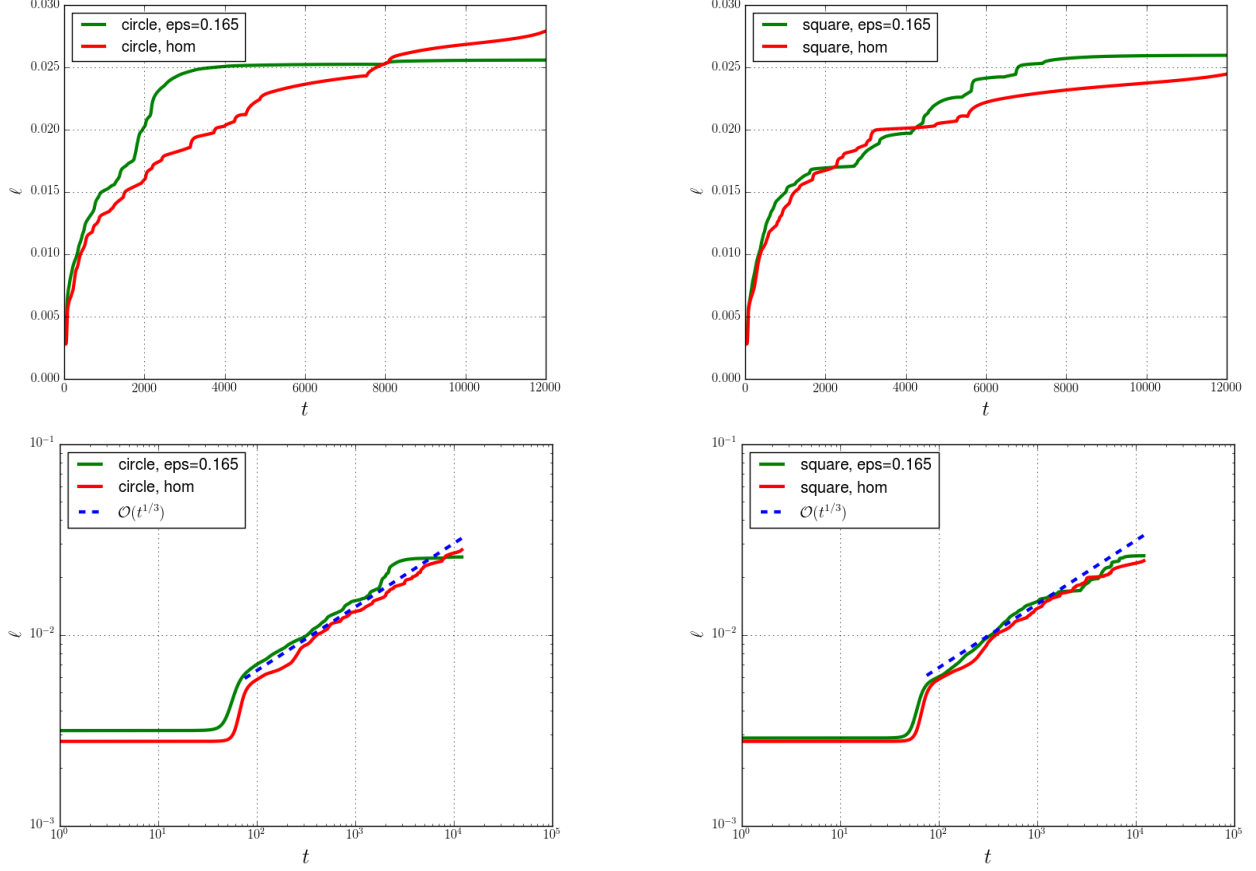 0.030
0.025
0.020
0.015
0.010
0.005
0.000
ℓ
circle, eps=0.165
circle, hom
0 2000 4000 6000 8000 10000 12000
t
0.030
0.025
0.020
0.015
0.010
0.005
0.000
ℓ
square, eps=0.165
square, hom
0 2000 4000 6000 8000 10000 12000
t
10⁻¹
10⁻²
10⁻³
ℓ
circle, eps=0.165
circle, hom
𝒪(t^{1/3})
10⁰ 10¹ 10² 10³ 10⁴ 10⁵
t
10⁻¹
10⁻²
10⁻³
ℓ
square, eps=0.165
square, hom
𝒪(t^{1/3})
10⁰ 10¹ 10² 10³ 10⁴ 10⁵
t